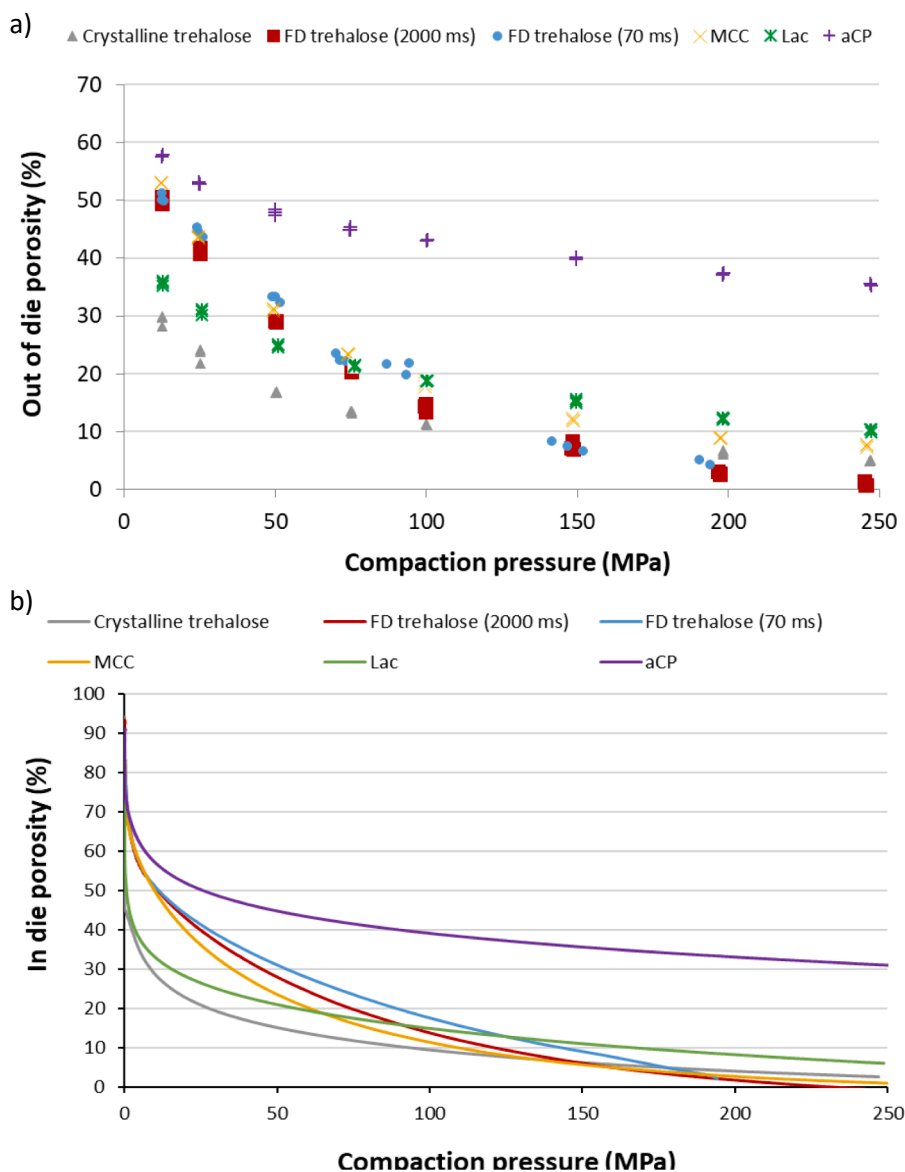 a)
Crystalline trehalose FD trehalose (2000 ms) FD trehalose (70 ms) MCC Lac aCP
70
60
50
40
30
20
10
0
Out of die porosity (%)
0 50 100 150 200 250
Compaction pressure (MPa)
b)
Crystalline trehalose FD trehalose (2000 ms) FD trehalose (70 ms)
MCC Lac aCP
100
90
80
70
60
50
40
30
20
10
0
In die porosity (%)
0 50 100 150 200 250
Compaction pressure (MPa)